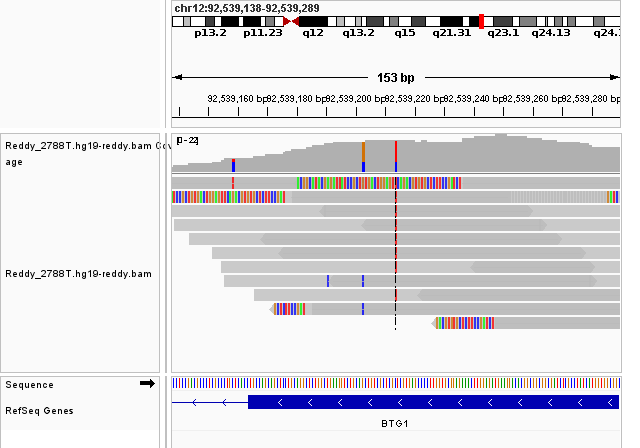 chr12:92,539,138-92,539,289
p13.2 p11.23 q12 q13.2 q15 q21.31 q23.1 q24.13 q24.
153 bp
92,539,160 bp 92,539,180 bp 92,539,200 bp 92,539,220 bp 92,539,240 bp 92,539,260 bp 92,539,280 bp
[0-22]
Reddy_2788T.hg19-reddy.bam Cov
age
Reddy_2788T.hg19-reddy.bam
Sequence
RefSeq Genes
BTG1